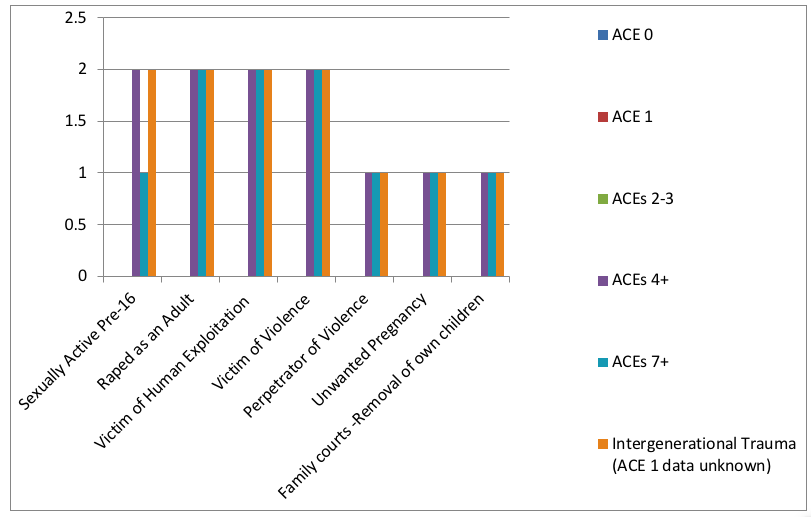 2.5
2
1.5
1
0.5
0
Sexually Active Pre-16
Raped as an Adult
Victim of Human Exploitation
Victim of Violence
Perpetrator of Violence
Unwanted Pregnancy
Family courts -Removal of own children
ACE 0
ACE 1
ACEs 2-3
ACEs 4+
ACEs 7+
Intergenerational Trauma
(ACE 1 data unknown)